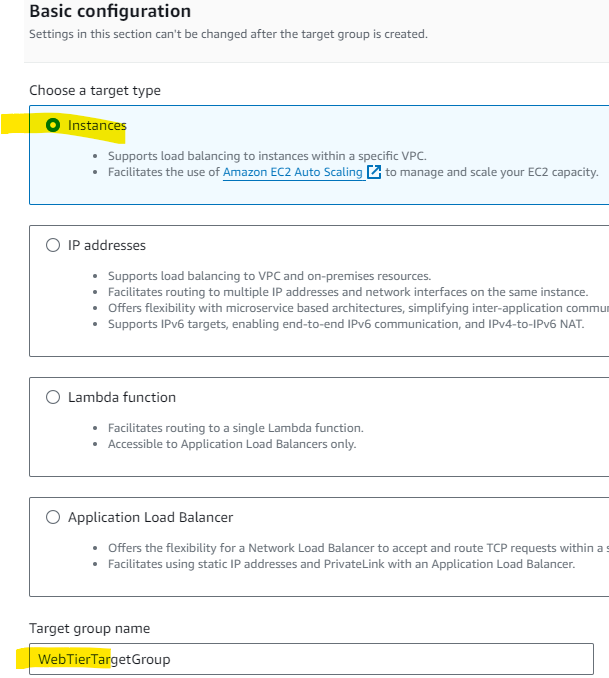 Basic configuration
Settings in this section can't be changed after the target group is created.
Choose a target type
Instances
Supports load balancing to instances within a specific VPC.
Facilitates the use of Amazon EC2 Auto Scaling to manage and scale your EC2 capacity.
IP addresses
Supports load balancing to VPC and on-premises resources.
Facilitates routing to multiple IP addresses and network interfaces on the same instance.
Offers flexibility with microservice based architectures, simplifying inter-application
Supports IPv6 targets, enabling end-to-end IPv6 communication, and IPv4-to-IPv6 NAT.
Lambda function
Facilitates routing to a single Lambda function.
Accessible to Application Load Balancers only.
Application Load Balancer
Offers the flexibility for a Network Load Balancer to accept and route TCP requests within a
Facilitates using static IP addresses and PrivateLink with an Application Load Balancer.
Target group name
WebTierTargetGroup